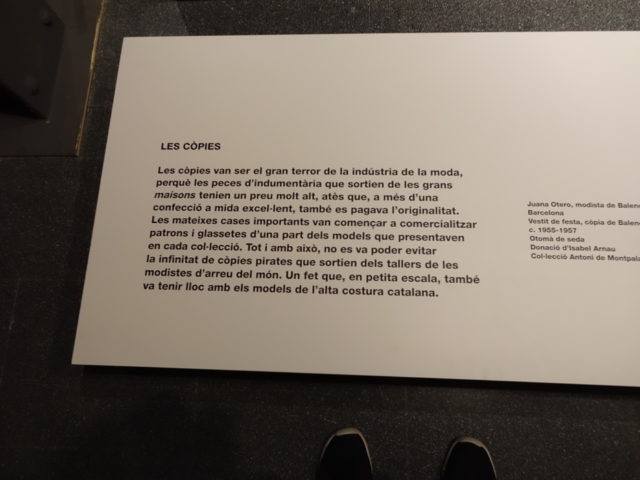 LES CÒPIES
Les còpies van ser el gran terror de la indústria de la moda,
perquè les peces d'indumentària que sortien de les grans
maisons tenien un preu molt alt, atès que, a més d'una
confecció a mida excel·lent, també es pagava l'originalitat.
Les mateixes cases importants van començar a comercialitzar
patrons i glassetes d'una part dels models que presentaven
en cada col·lecció. Tot i amb això, no es va poder evitar
la infinitat de còpies pirates que sortien dels tallers de les
modistes d'arreu del món. Un fet que, en petita escala, també
va tenir lloc amb els models de l'alta costura catalana.
Juana Otero, modista de Balen
Barcelona
Vestit de festa, còpia de Balen
c. 1955-1957
Otomà de seda
Donació d'Isabel Arnau
Col·lecció Antoni de Montpala